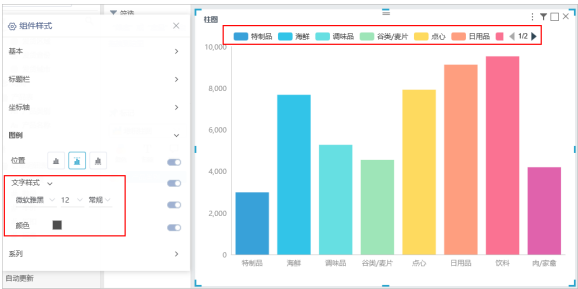 组件样式
基本
标题栏
坐标轴
图例
位置
文字样式
微软雅黑 12 常规
颜色
系列
自动更新
柱图
特制品 海鲜 调味品 谷类/麦片 点心 日用品 1/2
10,000
8,000
6,000
4,000
2,000
0
特制品 海鲜 调味品 谷类/麦片 点心 日用品 饮料 肉/家禽